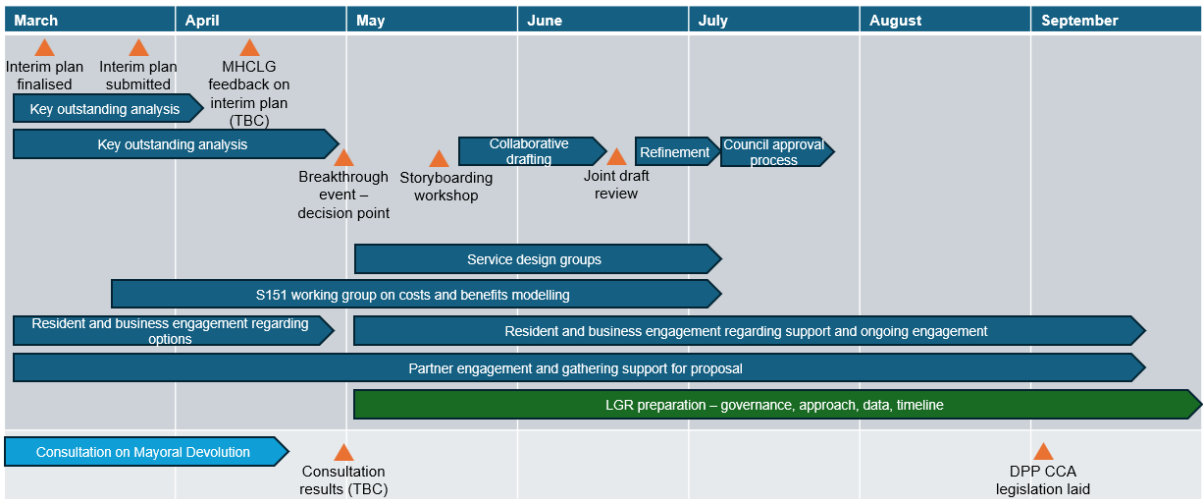 March April May June July August September
Interim plan
finalised
Interim plan
submitted
MHCLG
feedback on
interim plan
(TBC)
Key outstanding analysis
Key outstanding analysis
Breakthrough
event –
decision point
Storyboarding
workshop
Collaborative
drafting
Joint draft
review
Refinement
Council approval
process
Service design groups
S151 working group on costs and benefits modelling
Resident and business engagement regarding
options
Resident and business engagement regarding support and ongoing engagement
Partner engagement and gathering support for proposal
LGR preparation – governance, approach, data, timeline
Consultation on Mayoral Devolution
Consultation
results (TBC)
DPP CCA
legislation laid